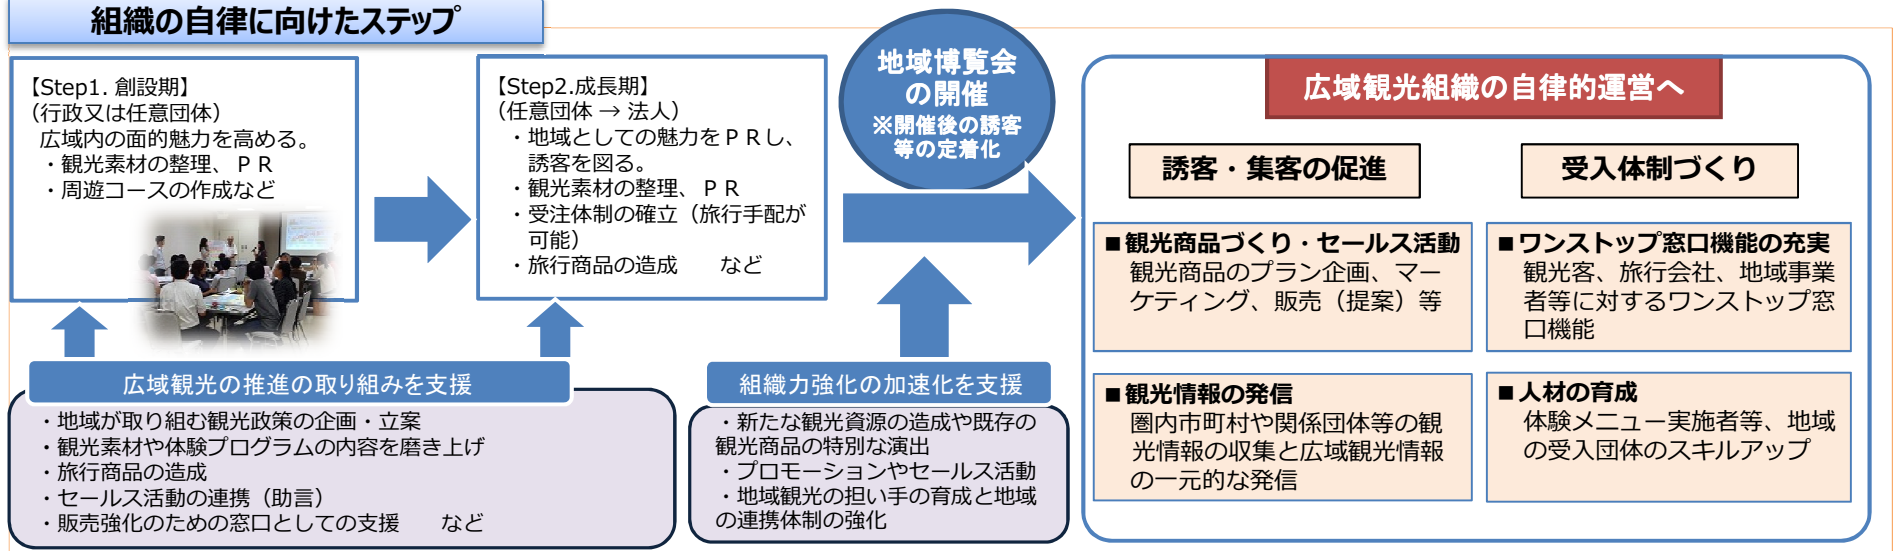 組織の自律に向けたステップ
【Step1. 創設期】
（行政又は任意団体）
広域内の面的魅力を高める。
・観光素材の整理、ＰＲ
・周遊コースの作成など
【Step2.成長期】
（任意団体 → 法人）
・地域としての魅力をＰＲし、
誘客を図る。
・観光素材の整理、ＰＲ
・受注体制の確立（旅行手配が
可能）
・旅行商品の造成　　など
地域博覧会
の開催
※開催後の誘客
等の定着化
広域観光の推進の取り組みを支援
・地域が取り組む観光政策の企画・立案
・観光素材や体験プログラムの内容を磨き上げ
・旅行商品の造成
・セールス活動の連携（助言）
・販売強化のための窓口としての支援　　など
組織力強化の加速化を支援
・新たな観光資源の造成や既存の
観光商品の特別な演出
・プロモーションやセールス活動
・地域観光の担い手の育成と地域
の連携体制の強化
広域観光組織の自律的運営へ
誘客・集客の促進
■観光商品づくり・セールス活動
観光商品のプラン企画、マー
ケティング、販売（提案）等
■観光情報の発信
圏内市町村や関係団体等の観
光情報の収集と広域観光情報
の一元的な発信
受入体制づくり
■ワンストップ窓口機能の充実
観光客、旅行会社、地域事業
者等に対するワンストップ窓
口機能
■人材の育成
体験メニュー実施者等、地域
の受入団体のスキルアップ